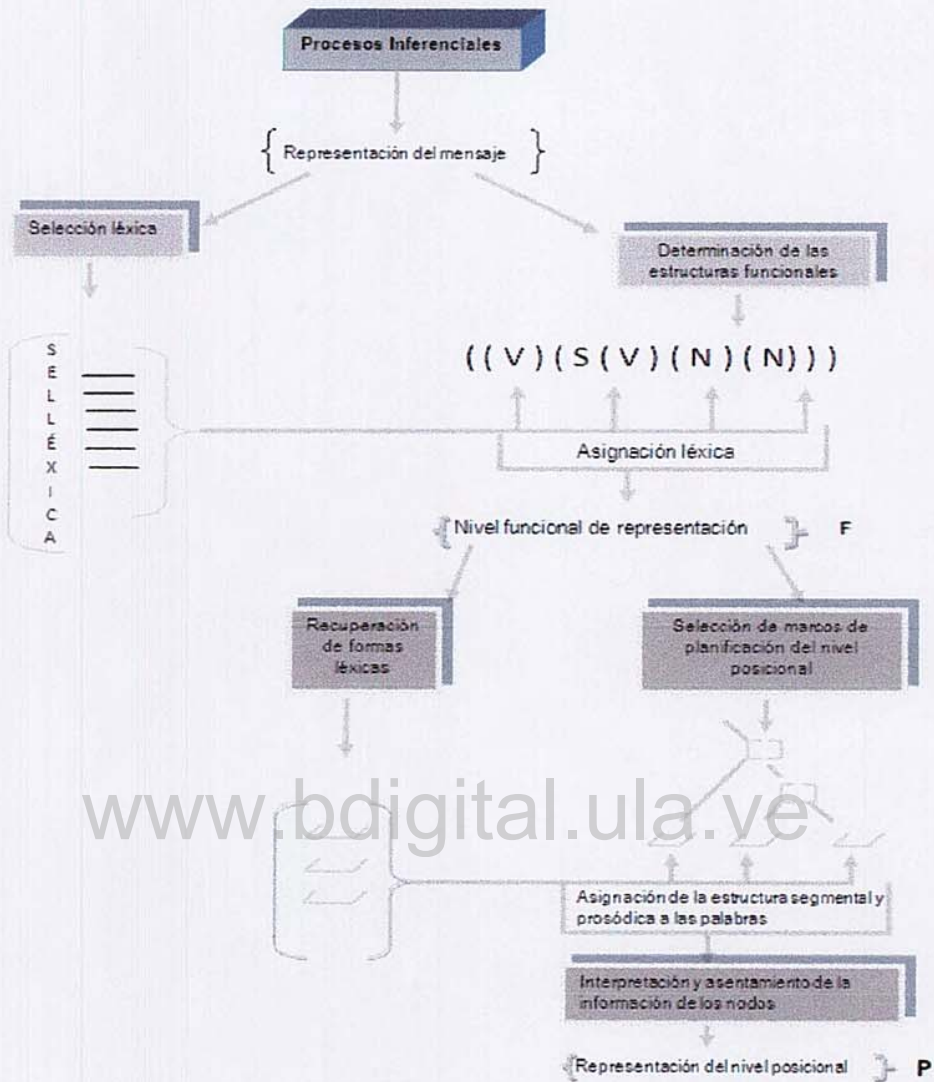 Procesos Inferenciales
Representación del mensaje
Selección léxica
Determinación de las
estructuras funcionales
S
E
L
L
É
X
I
C
A
( ( V ) ( S ( V ) ( N ) ( N ) ) )
Asignación léxica
Nivel funcional de representación
F
Recuperación
de formas
léxicas
Selección de marcos de
planificación del nivel
posicional
www.bdigital.ula.ve
Asignación de la estructura segmental y
prosódica a las palabras
Interpretación y asentamiento de la
información de los nodos
Representación del nivel posicional
P